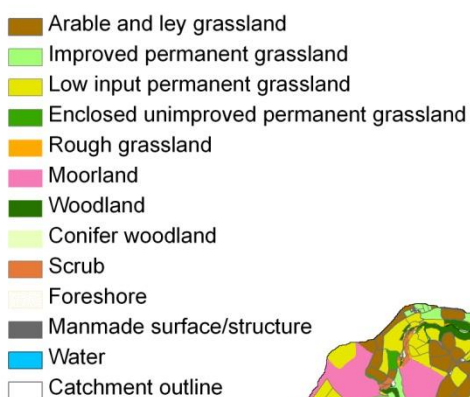 Arable and ley grassland
Improved permanent grassland
Low input permanent grassland
Enclosed unimproved permanent grassland
Rough grassland
Moorland
Woodland
Conifer woodland
Scrub
Foreshore
Manmade surface/structure
Water
Catchment outline